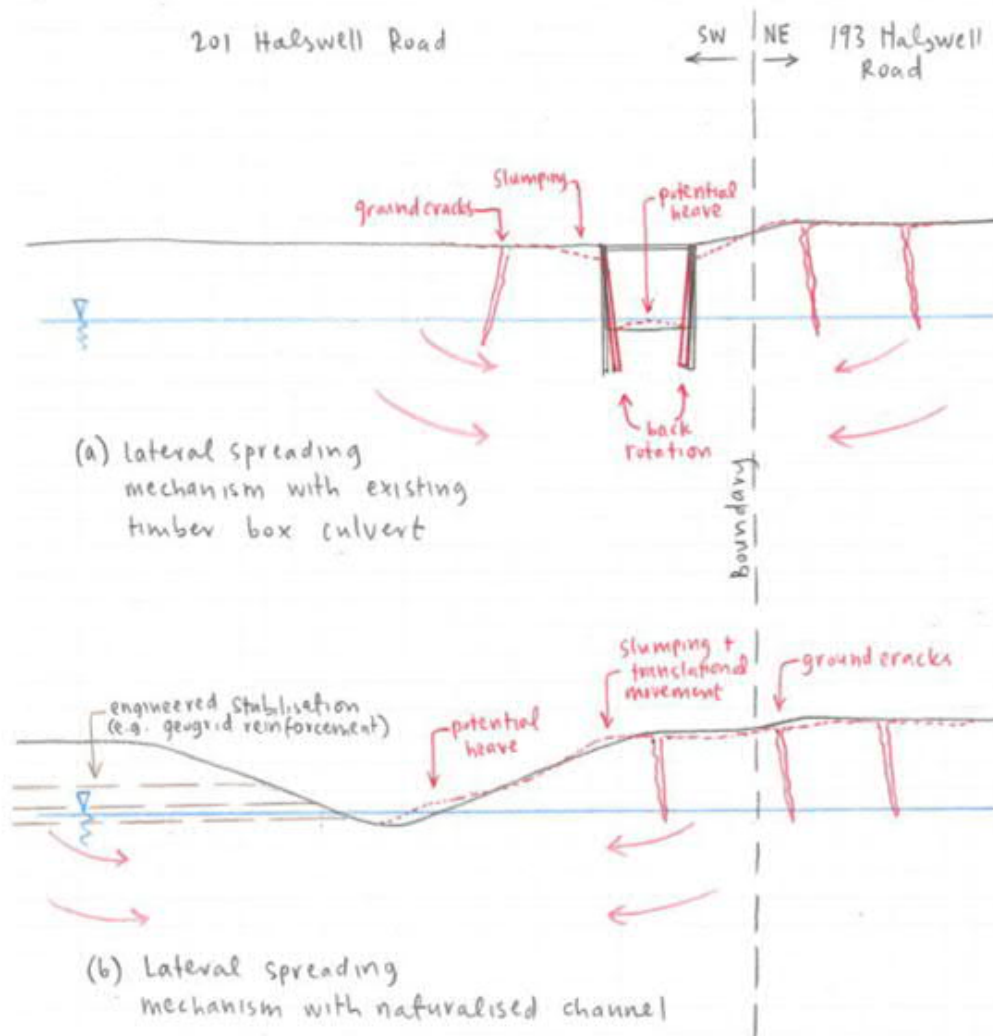 201 Halswell Road
SW NE
193 Halswell
Road
slumping
ground cracks
potential
heave
back
rotation
(a) Lateral spreading
mechanism with existing
timber box culvert
Boundary
engineered stabilisation
(e.g. geogrid reinforcement)
potential
heave
slumping +
translational
movement
ground cracks
(b) Lateral spreading
mechanism with naturalised channel